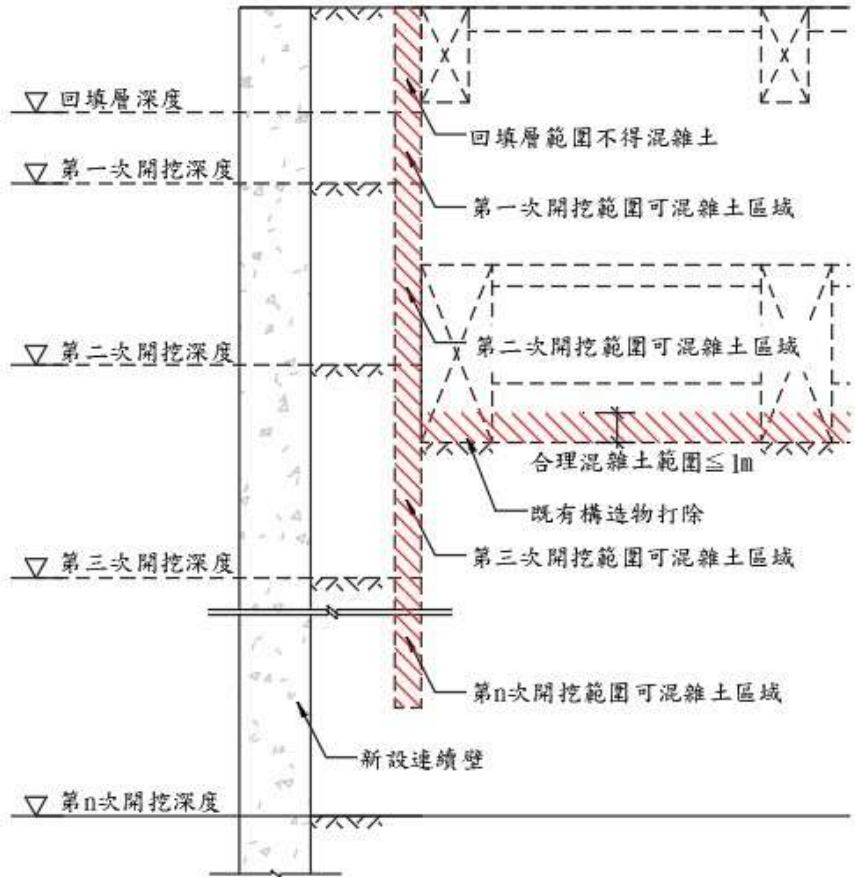 回填層深度
回填層範圍不得混雜土
第一次開挖深度
第一次開挖範圍可混雜土區域
第二次開挖深度
第二次開挖範圍可混雜土區域
合理混雜土範圍≦1m
既有構造物打除
第三次開挖深度
第三次開挖範圍可混雜土區域
第n次開挖範圍可混雜土區域
新設連續壁
第n次開挖深度